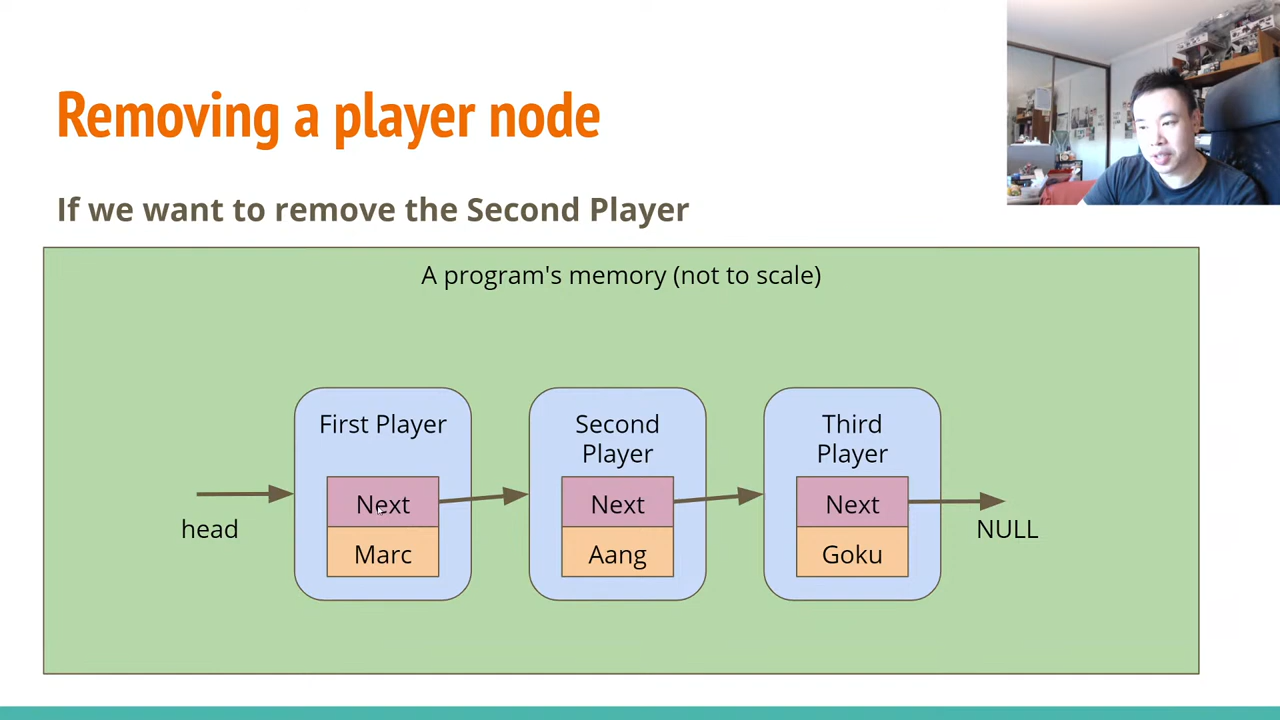 Removing a player node
If we want to remove the Second Player
A program's memory (not to scale)
First Player
Second
Player
Third
Player
Next
Next
Next
head
NULL
Marc
Aang
Goku